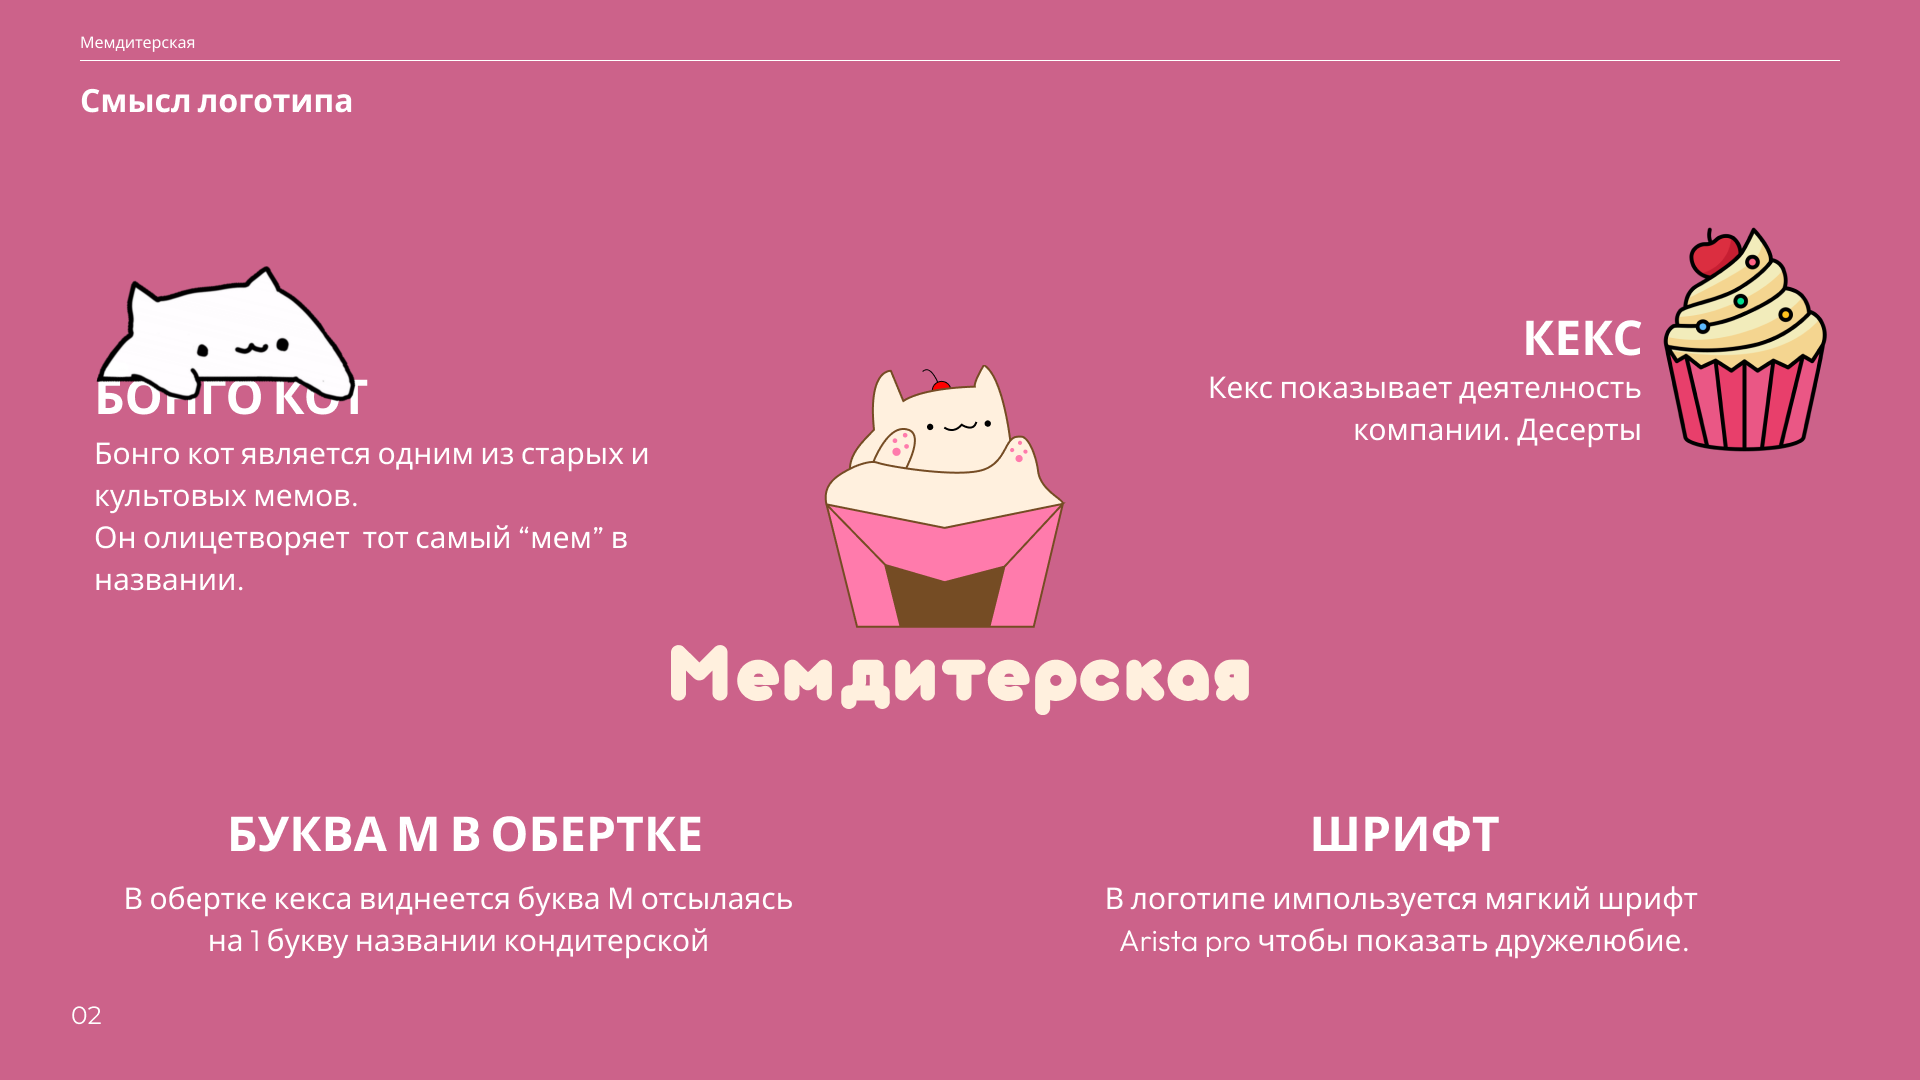 Мемдитерская
Смысл логотипа
БОНГО КОТ
Бонго кот является одним из старых и
культовых мемов.
Он олицетворяет  тот самый “мем” в
названии.
КЕКС
Кекс показывает деятелность
компании. Десерты
Мемдитерская
БУКВА М В ОБЕРТКЕ
В обертке кекса виднеется буква М отсылаясь
на 1 букву названии кондитерской
ШРИФТ
В логотипе импользуется мягкий шрифт
Arista pro чтобы показать дружелюбие.
02